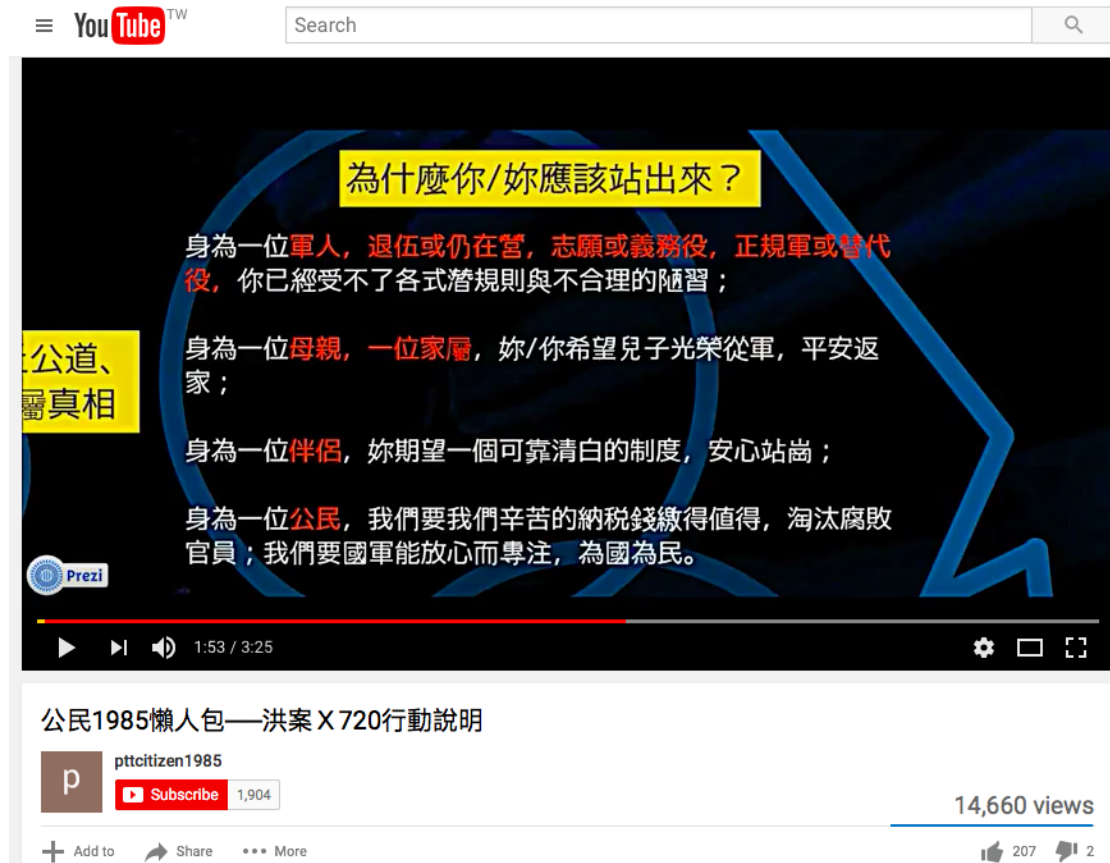 YouTube TW
Search
為什麼你/妳應該站出來？
身為一位軍人，退伍或仍在營，志願或義務役，正規軍或替代
役，你已經受不了各式潛規則與不合理的陋習；
公道、
屬真相
身為一位母親，一位家屬，妳/你希望兒子光榮從軍，平安返
家；
身為一位伴侶，妳期望一個可靠清白的制度，安心站崗；
身為一位公民，我們要我們辛苦的納税錢繳得值得，淘汰腐敗
官員；我們要國軍能放心而專注，為國為民。
Prezi
1:53 / 3:25
公民1985懶人包──洪案Ｘ720行動說明
p
pttcitizen1985
Subscribe 1,904
14,660 views
Add to Share More
207 2